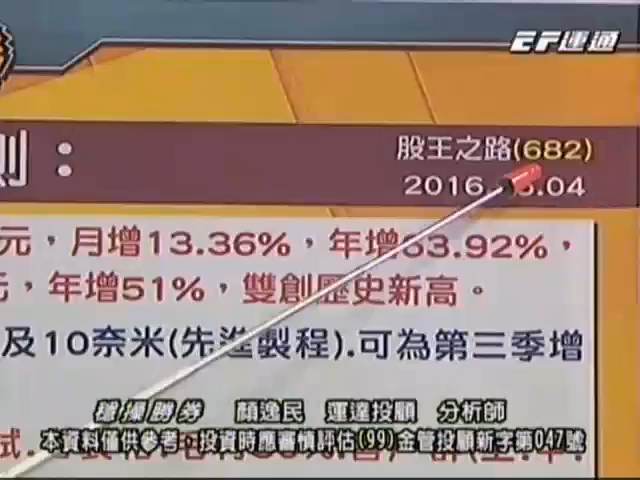 EF運通
則：
股王之路(682)
2016 .04
元，月增13.36%，年增63.92%，
元，年增51%，雙創歷史新高。
及10奈米(先進製程).可為第三季增
穩操勝券 顏逸民 運達投顧 分析師
本資料僅供參考，投資時應審慎評估(99)金管投顧新字第047號